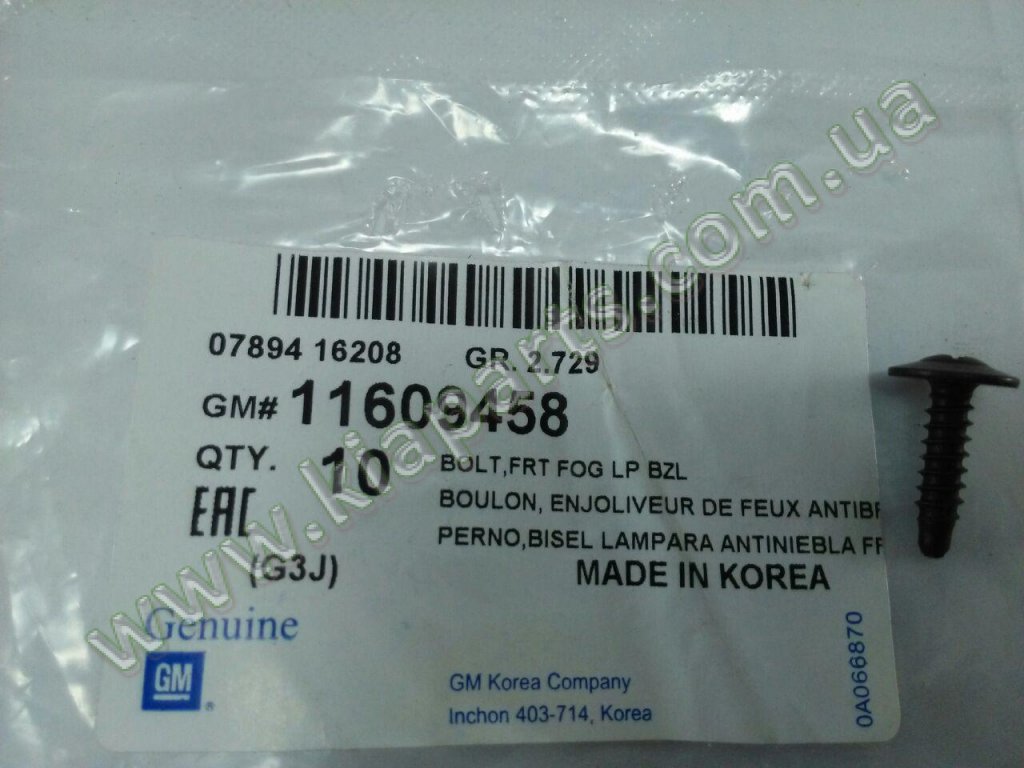 07894 16208 GR. 2.729
GM# 11609458
QTY. 10 BOLT,FRT FOG LP BZL
EAC BOULON, ENJOLIVEUR DE FEUX ANTIBR
PERNO,BISEL LAMPARA ANTINIEBLA FR
(G3J) MADE IN KOREA
Genuine
GM ®
GM Korea Company
Inchon 403-714, Korea
0A066870
www.kiaparts.com.ua